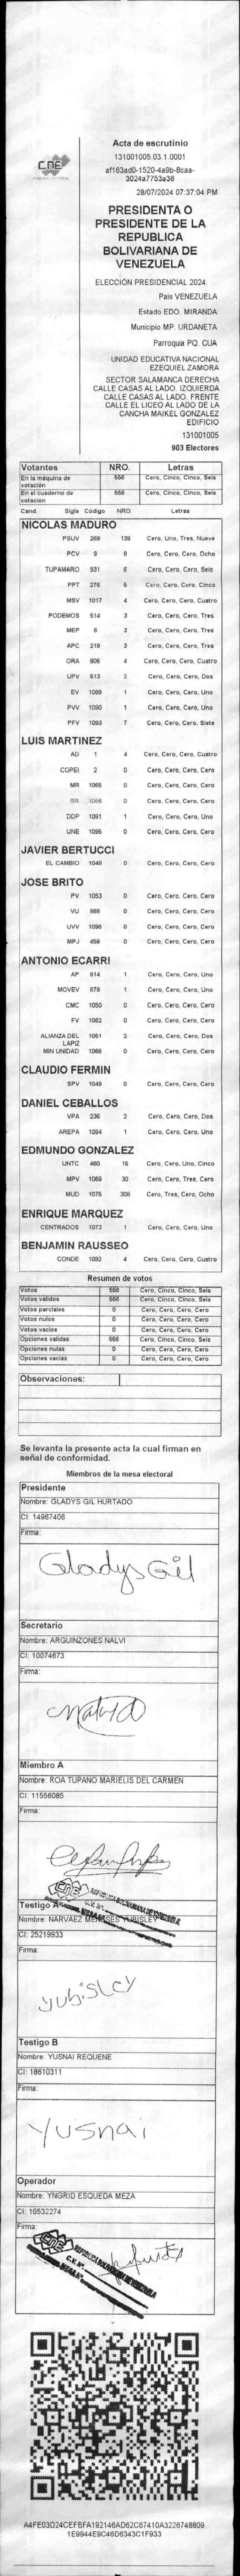 CNE
Acta de escrutinio
131001005.03.1.0001
af163ad0-1520-4a9b-8caa-
3024a7753a36
28/07/2024 07:37:04 PM
PRESIDENTA O
PRESIDENTE DE LA
REPUBLICA
BOLIVARIANA DE
VENEZUELA
ELECCIÓN PRESIDENCIAL 2024
Pais VENEZUELA
Estado EDO. MIRANDA
Municipio MP. URDANETA
Parroquia PQ. CUA
UNIDAD EDUCATIVA NACIONAL
EZEQUIEL ZAMORA
SECTOR SALAMANCA DERECHA
CALLE CASAS AL LADO. IZQUIERDA
CALLE CASAS AL LADO. FRENTE
CALLE EL LICEO AL LADO DE LA
CANCHA MAIKEL GONZALEZ
EDIFICIO
131001005
903 Electores
Votantes NRO. Letras
En la máquina de votación 556 Cero, Cinco, Cinco, Seis
En el cuaderno de votación 556 Cero, Cinco, Cinco, Seis
Cand. Sigla Código NRO. Letras
NICOLAS MADURO
PSUV 269 139 Cero, Uno, Tres, Nueve
PCV 9 8 Cero, Cero, Cero, Ocho
TUPAMARO 931 6 Cero, Cero, Cero, Seis
PPT 276 5 Cero, Cero, Cero, Cinco
MSV 1017 4 Cero, Cero, Cero, Cuatro
PODEMOS 514 3 Cero, Cero, Cero, Tres
MEP 6 3 Cero, Cero, Cero, Tres
APC 219 3 Cero, Cero, Cero, Tres
ORA 906 4 Cero, Cero, Cero, Cuatro
UPV 513 2 Cero, Cero, Cero, Dos
EV 1089 1 Cero, Cero, Cero, Uno
PVV 1090 1 Cero, Cero, Cero, Uno
PFV 1093 7 Cero, Cero, Cero, Siete
LUIS MARTINEZ
AD 1 4 Cero, Cero, Cero, Cuatro
COPEI 2 0 Cero, Cero, Cero, Cero
MR 1065 0 Cero, Cero, Cero, Cero
BR 1066 0 Cero, Cero, Cero, Cero
DDP 1091 1 Cero, Cero, Cero, Uno
UNE 1095 0 Cero, Cero, Cero, Cero
JAVIER BERTUCCI
EL CAMBIO 1048 0 Cero, Cero, Cero, Cero
JOSE BRITO
PV 1053 0 Cero, Cero, Cero, Cero
VU 868 0 Cero, Cero, Cero, Cero
UVV 1096 0 Cero, Cero, Cero, Cero
MPJ 458 0 Cero, Cero, Cero, Cero
ANTONIO ECARRI
AP 814 1 Cero, Cero, Cero, Uno
MOVEV 978 1 Cero, Cero, Cero, Uno
CMC 1050 0 Cero, Cero, Cero, Cero
FV 1062 0 Cero, Cero, Cero, Cero
ALIANZA DEL LAPIZ 1051 2 Cero, Cero, Cero, Dos
MIN UNIDAD 1068 0 Cero, Cero, Cero, Cero
CLAUDIO FERMIN
SPV 1049 0 Cero, Cero, Cero, Cero
DANIEL CEBALLOS
VPA 236 2 Cero, Cero, Cero, Dos
AREPA 1094 1 Cero, Cero, Cero, Uno
EDMUNDO GONZALEZ
UNTC 460 15 Cero, Cero, Uno, Cinco
MPV 1069 30 Cero, Cero, Tres, Cero
MUD 1075 308 Cero, Tres, Cero, Ocho
ENRIQUE MARQUEZ
CENTRADOS 1073 1 Cero, Cero, Cero, Uno
BENJAMIN RAUSSEO
CONDE 1092 4 Cero, Cero, Cero, Cuatro
Resumen de votos
Votos 556 Cero, Cinco, Cinco, Seis
Votos válidos 556 Cero, Cinco, Cinco, Seis
Votos parciales 0 Cero, Cero, Cero, Cero
Votos nulos 0 Cero, Cero, Cero, Cero
Votos vacíos 0 Cero, Cero, Cero, Cero
Opciones válidas 556 Cero, Cinco, Cinco, Seis
Opciones nulas 0 Cero, Cero, Cero, Cero
Opciones vacías 0 Cero, Cero, Cero, Cero
Observaciones:
Se levanta la presente acta la cual firman en
señal de conformidad.
Miembros de la mesa electoral
Presidente
Nombre: GLADYS GIL HURTADO
CI: 14967406
Firma:
Gladys Gil
Secretario
Nombre: ARGUINZONES NALVI
CI: 10074673
Firma:
Miembro A
Nombre: ROA TUPANO MARIELIS DEL CARMEN
CI: 11556085
Firma:
CNE
REPUBLICA BOLIVARIANA DE VENEZUELA
Testigo A
Nombre: NARVAEZ MENESES YUBISLEY
CI: 25219933
Firma:
yubisley
Testigo B
Nombre: YUSNAI REQUENE
CI: 18610311
Firma:
Yusnai
Operador
Nombre: YNGRID ESQUEDA MEZA
CI: 10532274
Firma:
CNE
REPUBLICA BOLIVARIANA DE VENEZUELA
A4FE03D24CEFBFA192146AD62C67410A3226748809
1E9944E9C46D6343C1F933